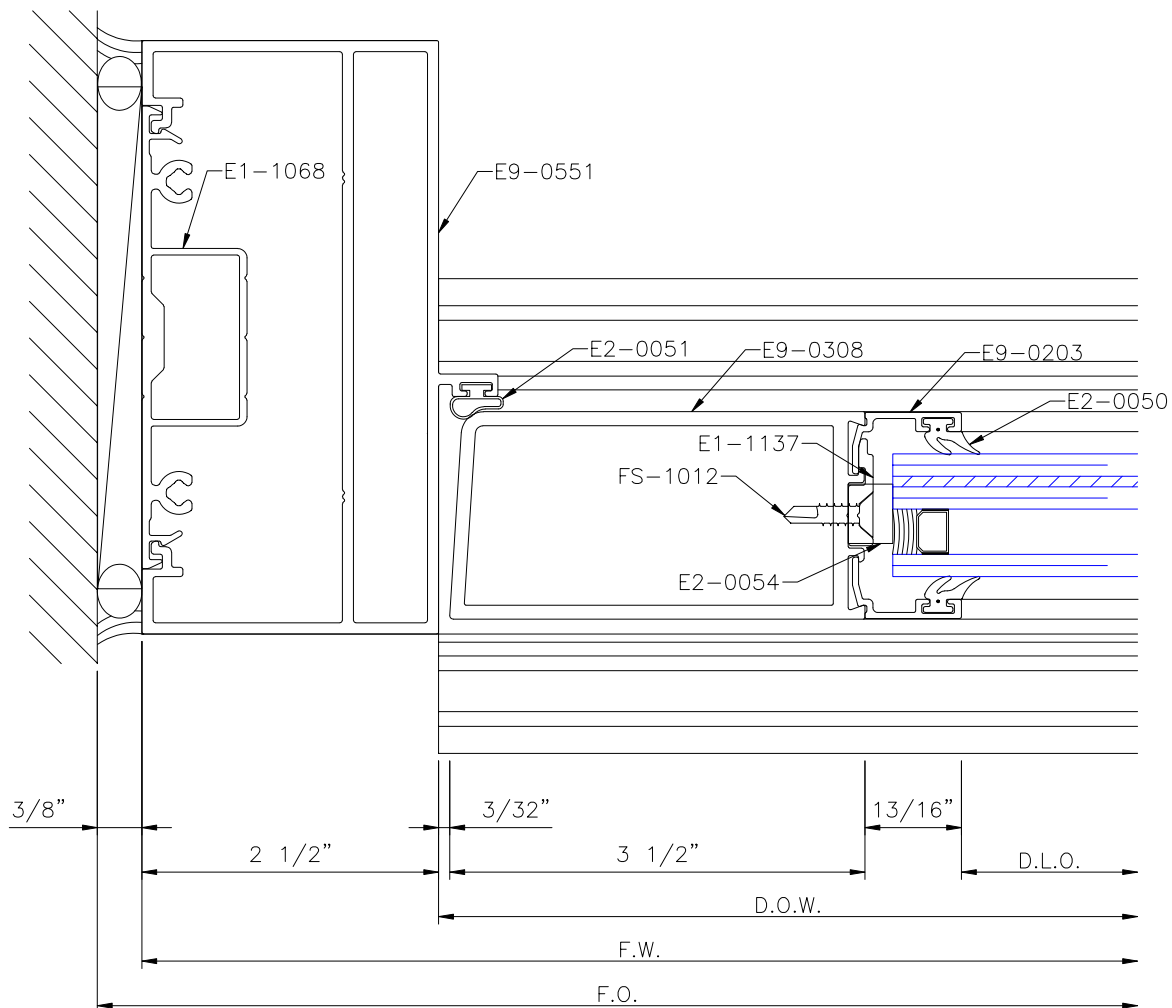 E1-1068
E9-0551
E2-0051
E9-0308
E9-0203
E2-0050
E1-1137
FS-1012
E2-0054
3/8”
3/32”
13/16”
2 1/2”
3 1/2”
D.L.O.
D.O.W.
F.W.
F.O.